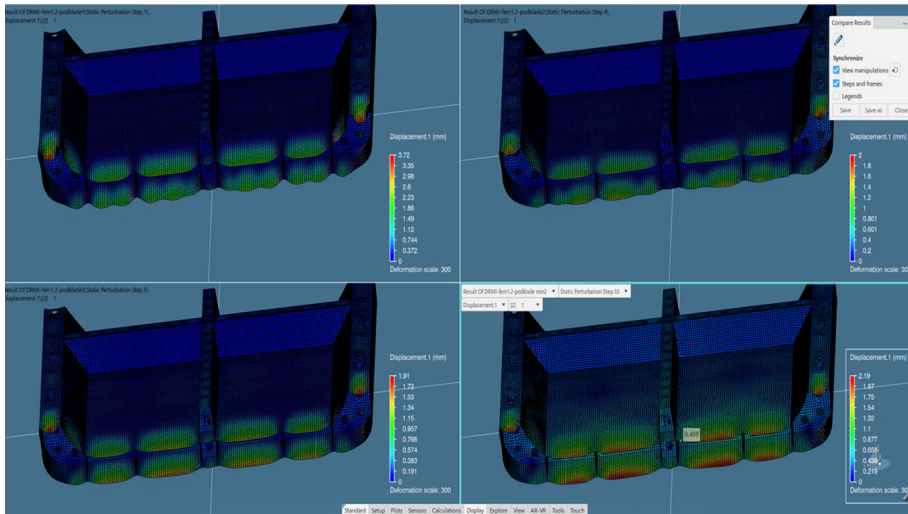 Result Of DRMI-fem1.2-podklade1\Static Perturbation Step.1\
Displacement.1\[2] 1
Displacement.1 (mm)
3.72
3.35
2.98
2.6
2.23
1.86
1.49
1.12
0.744
0.372
0
Deformation scale: 300
Result Of DRMI-fem1.2-podklade2\Static Perturbation Step.4\
Displacement.1\[2] 1
Displacement.1 (mm)
2
1.8
1.6
1.4
1.2
1
0.801
0.601
0.4
0.2
0
Deformation scale: 300
Compare Results
Synchronize
View manipulations
Steps and frames
Legends
Save Save as Close
Result Of DRMI-fem1.2-podklade3\Static Perturbation Step.5\
Displacement.1\[2] 1
Displacement.1 (mm)
1.91
1.72
1.53
1.34
1.15
0.957
0.766
0.574
0.383
0.191
0
Deformation scale: 300
Result Of DRMI-fem1.2-podklade min2 Static Perturbation Step.10
Displacement.1 [2] 1
0.409
Displacement.1 (mm)
2.19
1.97
1.75
1.54
1.32
1.1
0.877
0.658
0.439
0.219
0
Deformation scale: 300
Standard Setup Plots Sensors Calculations Display Explore View AR-VR Tools Touch